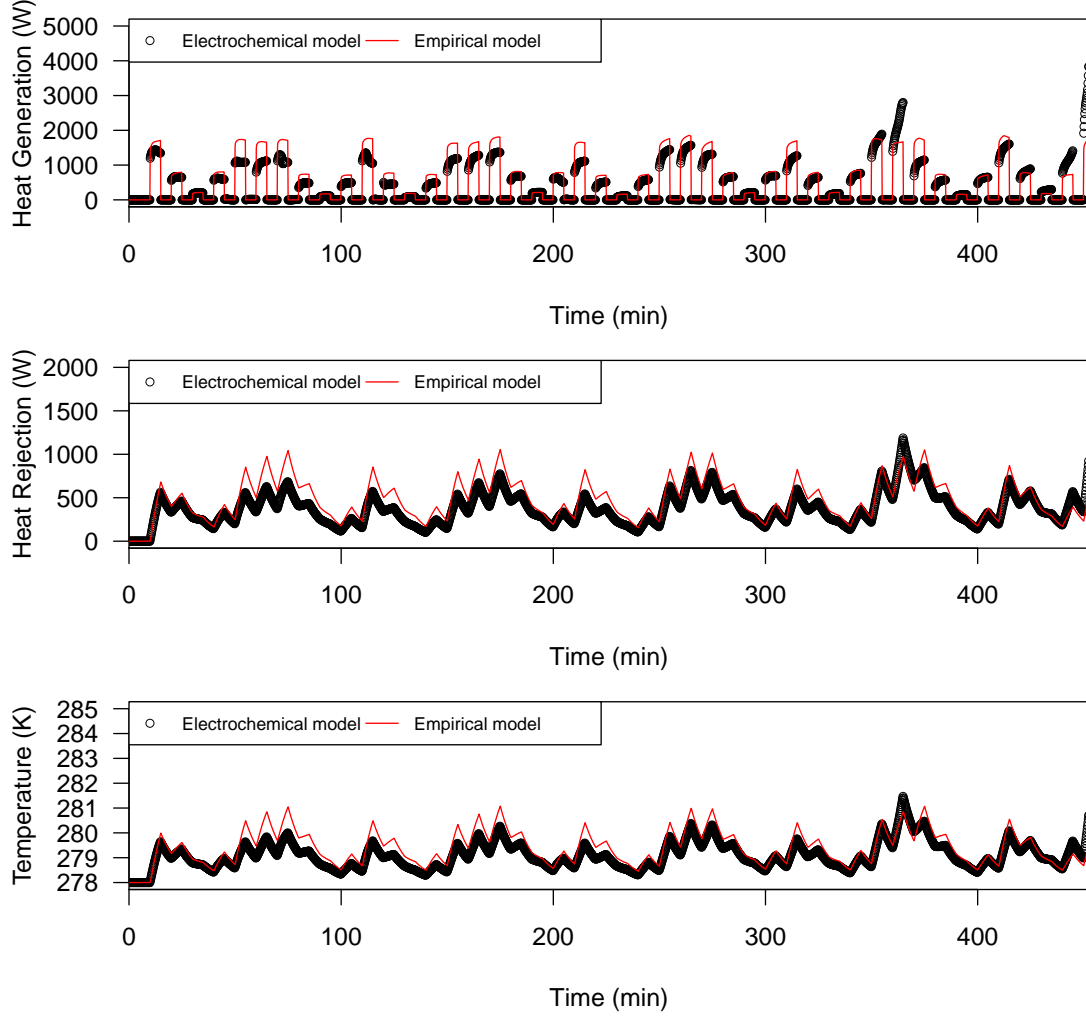 Heat Generation (W)
5000
4000
3000
2000
1000
0
Electrochemical model Empirical model
0 100 200 300 400
Time (min)
Heat Rejection (W)
2000
1500
1000
500
0
Electrochemical model Empirical model
0 100 200 300 400
Time (min)
Temperature (K)
285
284
283
282
281
280
279
278
Electrochemical model Empirical model
0 100 200 300 400
Time (min)